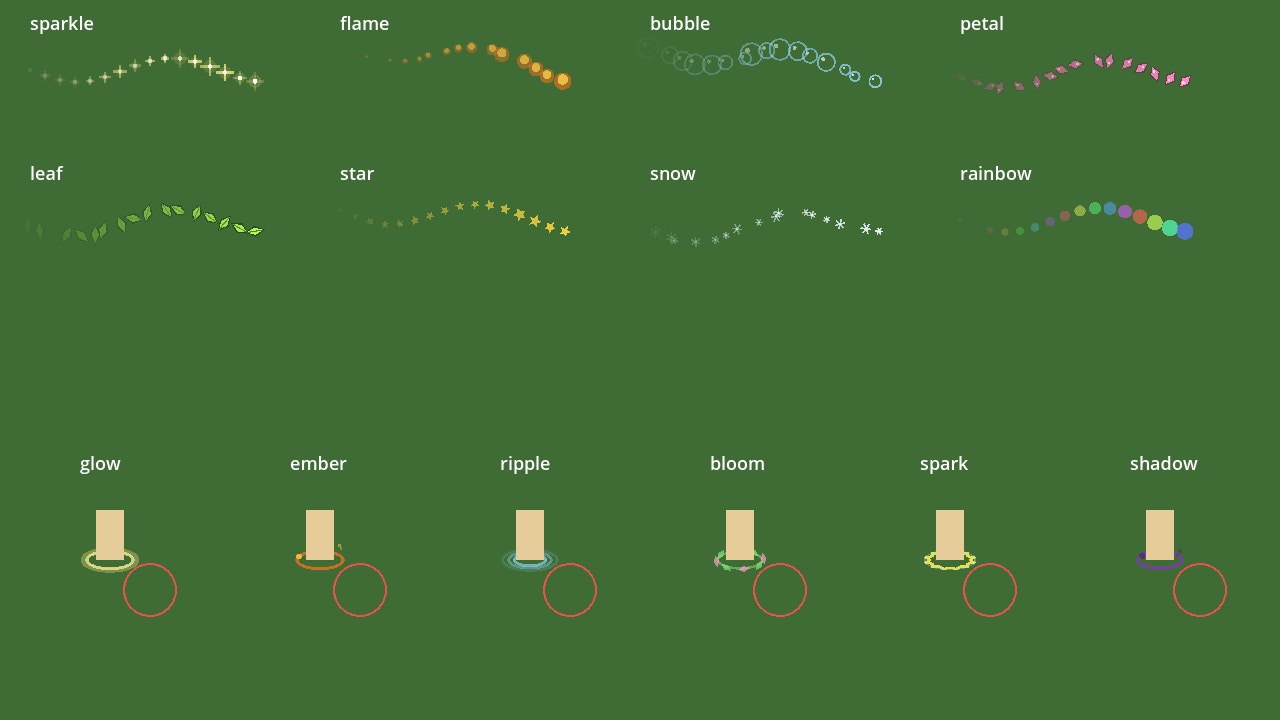 sparkle
flame
bubble
petal
leaf
star
snow
rainbow
glow
ember
ripple
bloom
spark
shadow